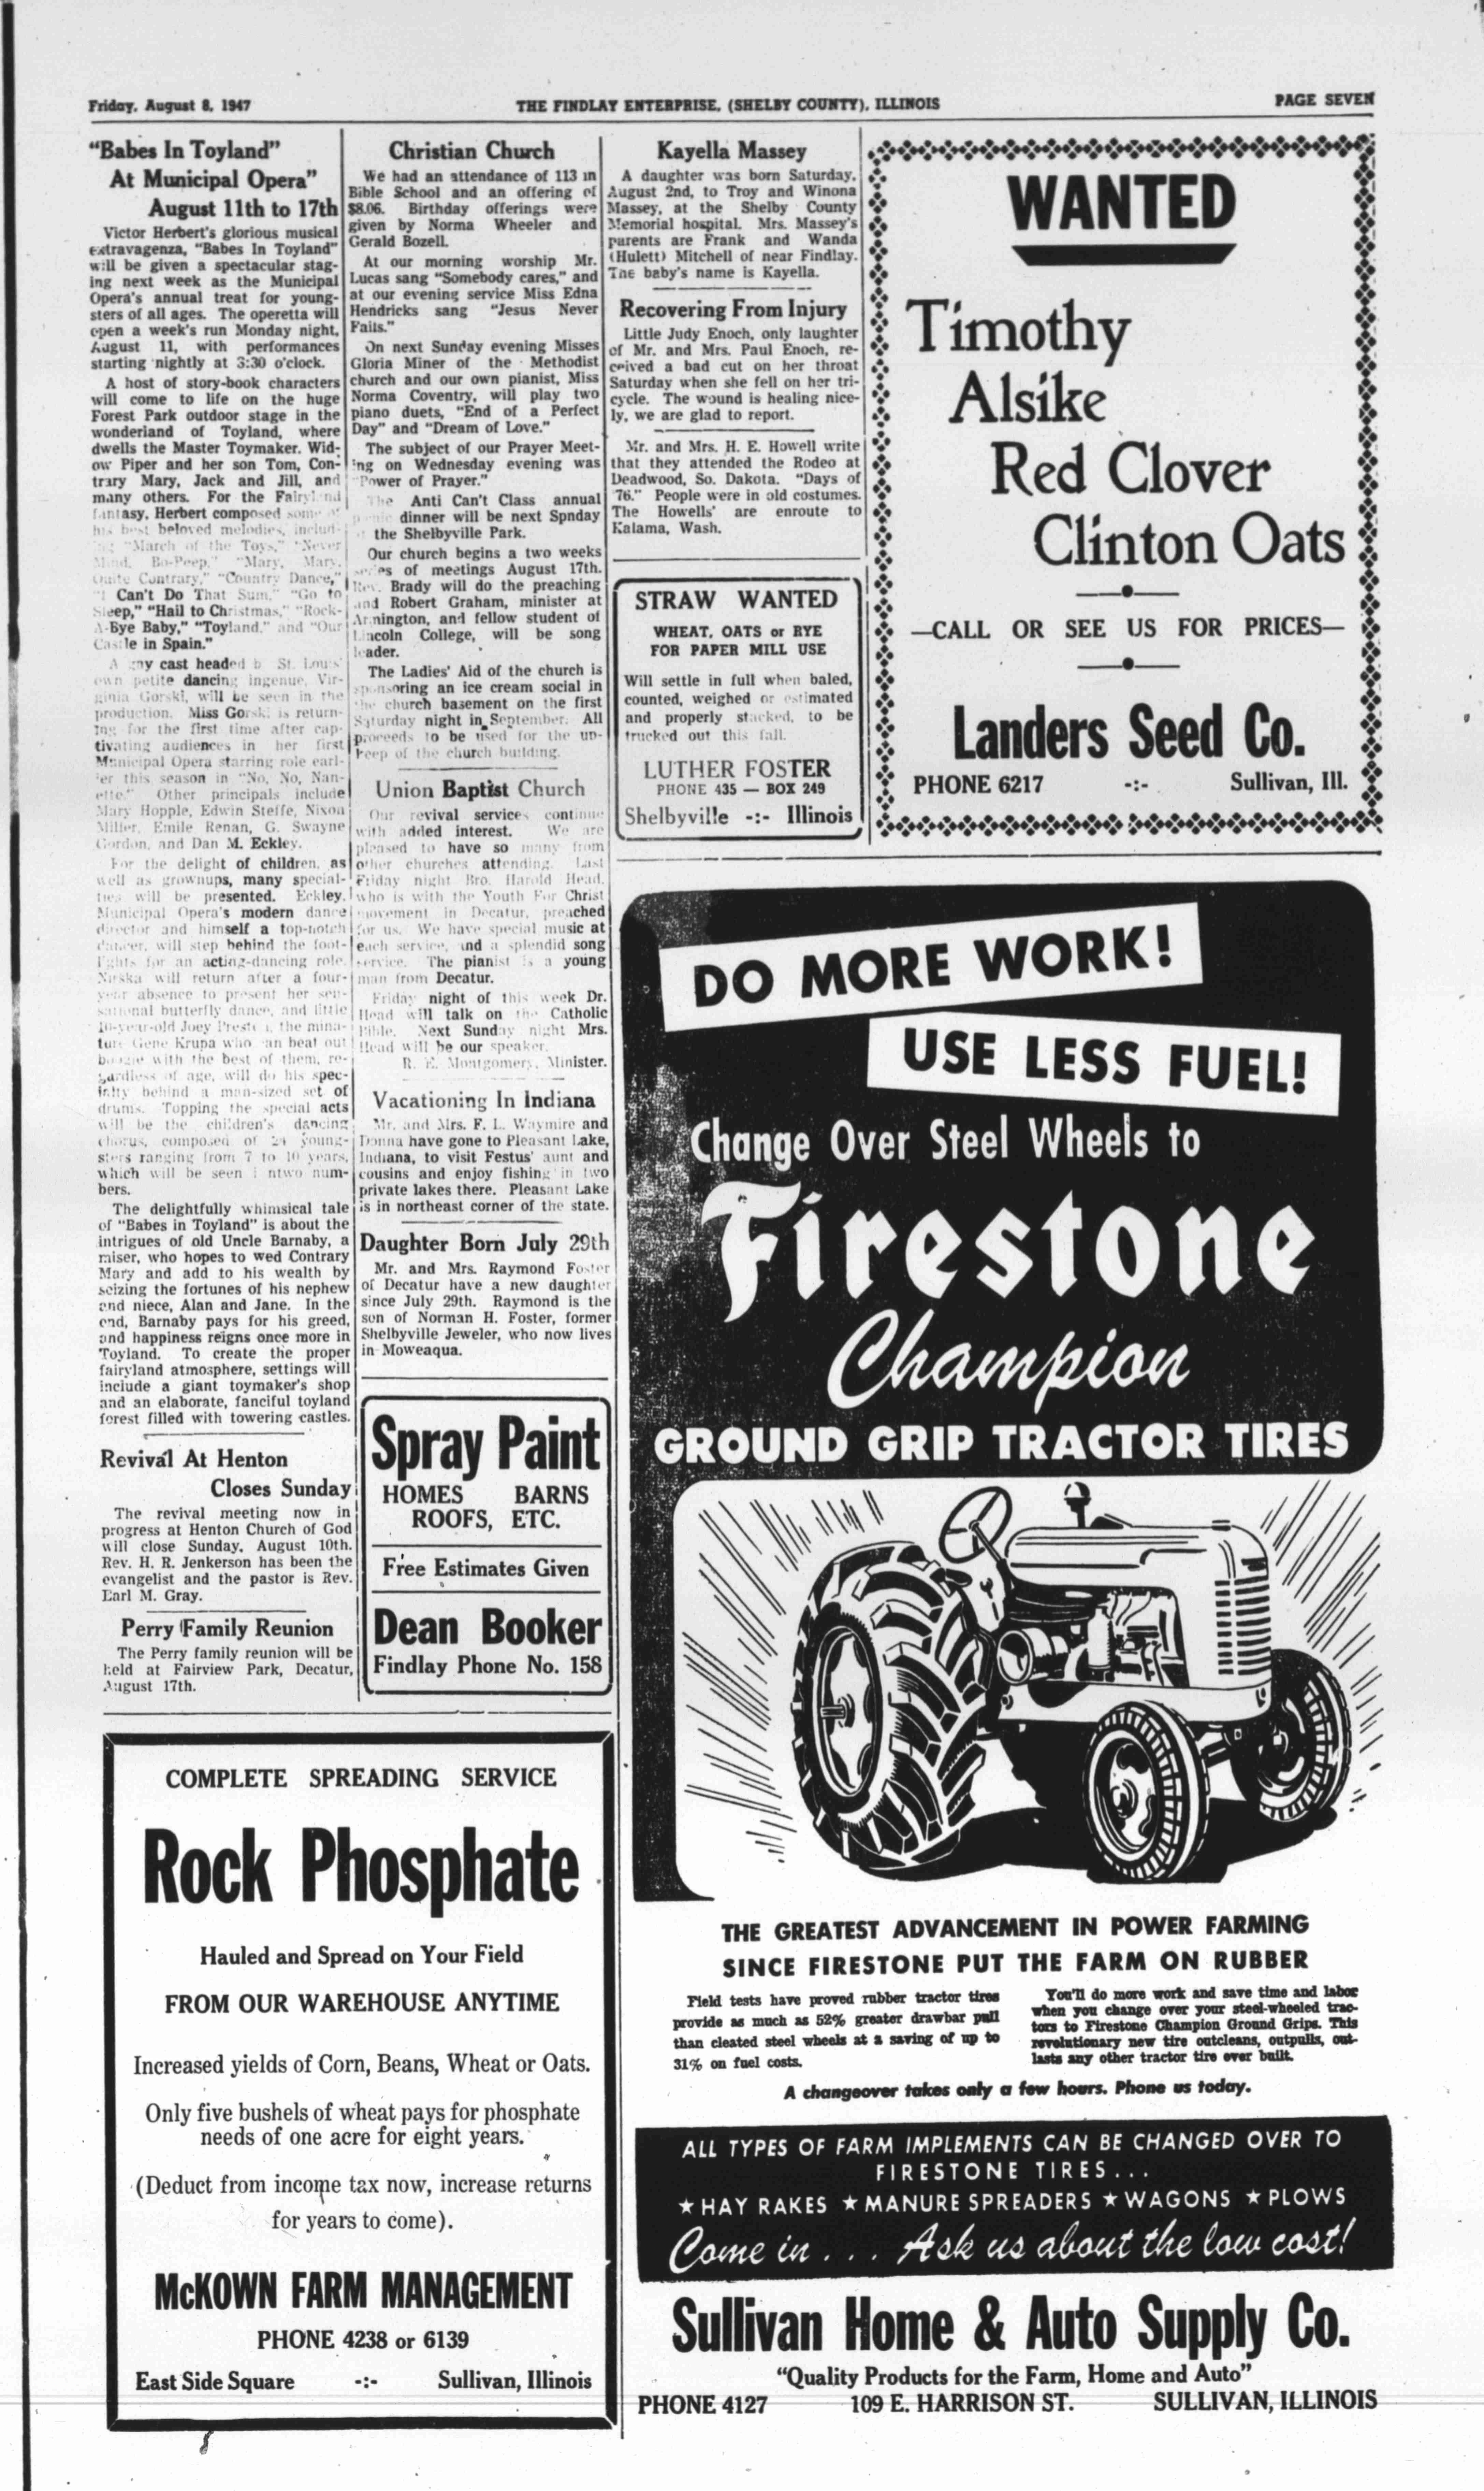 Friday, August 8, 1947
THE FINDLAY ENTERPRISE, (SHELBY COUNTY), ILLINOIS
PAGE SEVEN
"Babes In Toyland"
At Municipal Opera"
August 11th to 17th
Victor Herbert's glorious musical
extravagenza, "Babes In Toyland"
will be given a spectacular stag-
ing next week as the Municipal
Opera's annual treat for young-
sters of all ages. The operetta will
open a week's run Monday night,
August 11, with performances
starting nightly at 3:30 o'clock.
A host of story-book characters
will come to life on the huge
Forest Park outdoor stage in the
wonderland of Toyland, where
dwells the Master Toymaker. Wid-
ow Piper and her son Tom, Con-
trary Mary, Jack and Jill, and
many others. For the Fairyland
fantasy, Herbert composed some of
his best beloved melodies, includ-
ing "March of the Toys," "Never
Mind, Bo-Peep," "Mary, Mary,
Quite Contrary," "Country Dance,"
"I Can't Do That Sum," "Go to
Sleep," "Hail to Christmas," "Rock-
A-Bye Baby," "Toyland," and "Our
Castle in Spain."
A gay cast headed b St. Louis'
own petite dancing ingenue, Vir-
ginia Gorski, will be seen in the
production. Miss Gorski is return-
ing for the first time after cap-
tivating audiences in her first
Municipal Opera starring role earl-
ier this season in "No, No, Nan-
ette." Other principals include
Mary Hopple, Edwin Steffe, Nixon
Miller, Emile Renan, G. Swayne
Gordon, and Dan M. Eckley.
For the delight of children, as
well as grownups, many special-
ties will be presented. Eckley,
Municipal Opera's modern dance
director and himself a top-notch
dancer, will step behind the foot-
lights for an acting-dancing role.
Naska will return after a four-
year absence to present her sen-
sational butterfly dance, and little
10-year-old Joey the mina-
ture Gene Krupa who can beat out
boogie with the best of them, re-
gardless of age, will do his spec-
ialty behind a man-sized set of
drums. Topping the special acts
will be the children's dancing
chorus, composed of 24 young-
sters ranging from 7 to 10 years,
which will be seen i ntwo num-
bers.
The delightfully whimsical tale
of "Babes in Toyland" is about the
intrigues of old Uncle Barnaby, a
miser, who hopes to wed Contrary
Mary and add to his wealth by
seizing the fortunes of his nephew
and niece, Alan and Jane. In the
end, Barnaby pays for his greed,
and happiness reigns once more in
Toyland. To create the proper
fairyland atmosphere, settings will
include a giant toymaker's shop
and an elaborate, fanciful toyland
forest filled with towering castles.
Revival At Henton
Closes Sunday
The revival meeting now in
progress at Henton Church of God
will close Sunday, August 10th.
Rev. H. R. Jenkerson has been the
evangelist and the pastor is Rev.
Earl M. Gray.
Perry Family Reunion
The Perry family reunion will be
held at Fairview Park, Decatur,
August 17th.
Christian Church
We had an attendance of 113 in
Bible School and an offering of
$8.06. Birthday offerings were
given by Norma Wheeler and
Gerald Bozell.
At our morning worship Mr.
Lucas sang "Somebody cares," and
at our evening service Miss Edna
Hendricks sang "Jesus Never
Fails."
On next Sunday evening Misses
Gloria Miner of the Methodist
church and our own pianist, Miss
Norma Coventry, will play two
piano duets, "End of a Perfect
Day" and "Dream of Love."
The subject of our Prayer Meet-
ing on Wednesday evening was
"Power of Prayer."
The Anti Can't Class annual
picnic dinner will be next Spnday
at the Shelbyville Park.
Our church begins a two weeks
series of meetings August 17th.
Rev. Brady will do the preaching
and Robert Graham, minister at
Armington, and fellow student of
Lincoln College, will be song
leader.
The Ladies' Aid of the church is
sponsoring an ice cream social in
the church basement on the first
Saturday night in September. All
proceeds to be used for the up-
keep of the church building.
Union Baptist Church
Our revival services continue
with added interest. We are
pleased to have so many from
other churches attending. Last
Friday night Bro. Harold Head,
who is with the Youth For Christ
movement in Decatur, preached
for us. We have special music at
each service, and a splendid song
service. The pianist is a young
man from Decatur.
Friday night of this week Dr.
Head will talk on the Catholic
Bible. Next Sunday night Mrs.
Head will be our speaker.
R. E. Montgomery, Minister.
Vacationing In Indiana
Mr. and Mrs. F. L. Waymire and
Donna have gone to Pleasant Lake,
Indiana, to visit Festus' aunt and
cousins and enjoy fishing in two
private lakes there. Pleasant Lake
is in northeast corner of the state.
Daughter Born July 29th
Mr. and Mrs. Raymond Foster
of Decatur have a new daughter
since July 29th. Raymond is the
son of Norman H. Foster, former
Shelbyville Jeweler, who now lives
in Moweaqua.
Spray Paint
HOMES BARNS
ROOFS, ETC.
Free Estimates Given
Dean Booker
Findlay Phone No. 158
COMPLETE SPREADING SERVICE
Rock Phosphate
Hauled and Spread on Your Field
FROM OUR WAREHOUSE ANYTIME
Increased yields of Corn, Beans, Wheat or Oats.
Only five bushels of wheat pays for phosphate
needs of one acre for eight years.
(Deduct from income tax now, increase returns
for years to come).
McKOWN FARM MANAGEMENT
PHONE 4238 or 6139
East Side Square -:- Sullivan, Illinois
Kayella Massey
A daughter was born Saturday,
August 2nd, to Troy and Winona
Massey, at the Shelby County
Memorial hospital. Mrs. Massey's
parents are Frank and Wanda
(Hulett) Mitchell of near Findlay.
The baby's name is Kayella.
Recovering From Injury
Little Judy Enoch, only laughter
of Mr. and Mrs. Paul Enoch, re-
ceived a bad cut on her throat
Saturday when she fell on her tri-
cycle. The wound is healing nice-
ly, we are glad to report.
Mr. and Mrs. H. E. Howell write
that they attended the Rodeo at
Deadwood, So. Dakota. "Days of
'76." People were in old costumes.
The Howells' are enroute to
Kalama, Wash.
STRAW WANTED
WHEAT, OATS or RYE
FOR PAPER MILL USE
Will settle in full when baled,
counted, weighed or estimated
and properly stacked, to be
trucked out this fall.
LUTHER FOSTER
PHONE 435 — BOX 249
Shelbyville -:- Illinois
WANTED
Timothy
Alsike
Red Clover
Clinton Oats
—CALL OR SEE US FOR PRICES—
Landers Seed Co.
PHONE 6217 -:- Sullivan, Ill.
DO MORE WORK!
USE LESS FUEL!
Change Over Steel Wheels to
Firestone
Champion
GROUND GRIP TRACTOR TIRES
THE GREATEST ADVANCEMENT IN POWER FARMING
SINCE FIRESTONE PUT THE FARM ON RUBBER
Field tests have proved rubber tractor tires
provide as much as 52% greater drawbar pull
than cleated steel wheels at a saving of up to
31% on fuel costs.
You'll do more work and save time and labor
when you change over your steel-wheeled trac-
tors to Firestone Champion Ground Grips. This
revolutionary new tire outcleans, outpulls, out-
lasts any other tractor tire ever built.
A changeover takes only a few hours. Phone us today.
ALL TYPES OF FARM IMPLEMENTS CAN BE CHANGED OVER TO
FIRESTONE TIRES...
★ HAY RAKES ★ MANURE SPREADERS ★ WAGONS ★ PLOWS
Come in . . . Ask us about the low cost!
Sullivan Home & Auto Supply Co.
"Quality Products for the Farm, Home and Auto"
PHONE 4127 109 E. HARRISON ST. SULLIVAN, ILLINOIS